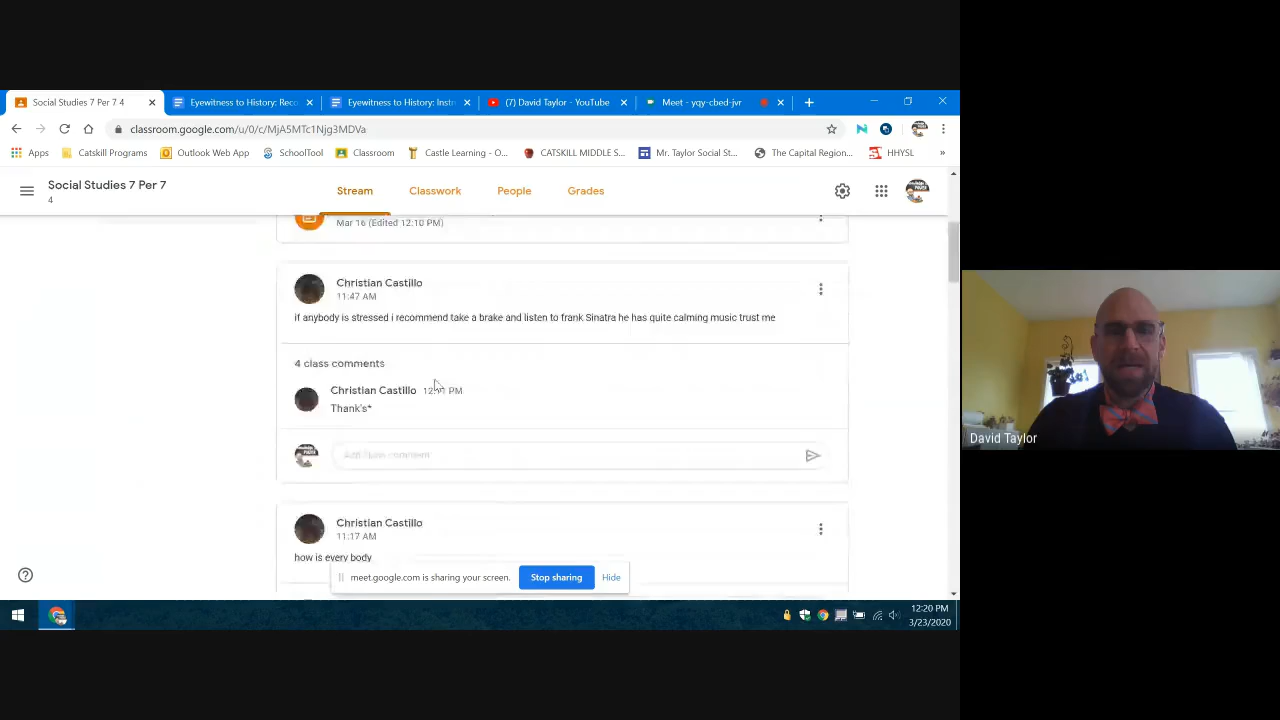 Social Studies 7 Per 7 4
Eyewitness to History: Reco
Eyewitness to History: Instr
(7) David Taylor - YouTube
Meet - yqy-cbed-jvr
classroom.google.com/u/0/c/MjA5MTc1Njg3MDVa
Apps
Catskill Programs
Outlook Web App
SchoolTool
Classroom
Castle Learning - O...
CATSKILL MIDDLE S...
Mr. Taylor Social St...
The Capital Region...
HHYSL
»
Social Studies 7 Per 7
4
Stream
Classwork
People
Grades
Mar 16 (Edited 12:10 PM)
Christian Castillo
11:47 AM
if anybody is stressed i recommend take a brake and listen to frank Sinatra he has quite calming music trust me
4 class comments
Christian Castillo
PM
Thank's*
Add class comment
Christian Castillo
11:17 AM
how is every body
meet.google.com is sharing your screen.
Stop sharing
Hide
12:20 PM
3/23/2020
David Taylor